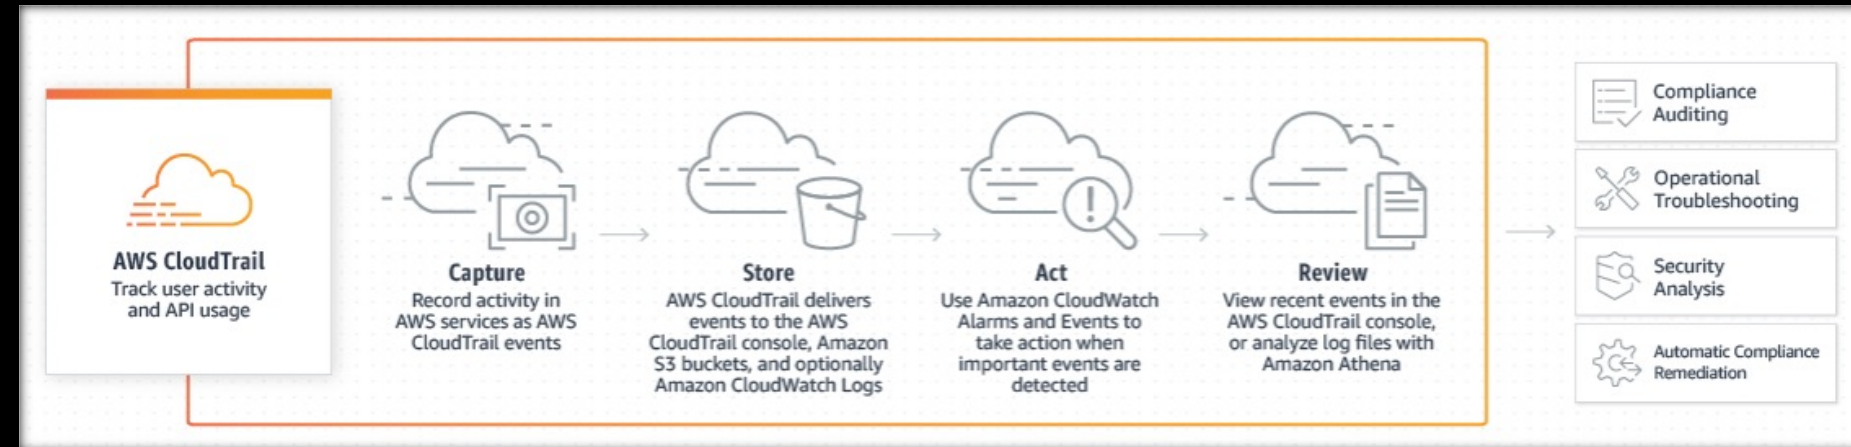 AWS CloudTrail
Track user activity
and API usage
Capture
Record activity in
AWS services as AWS
CloudTrail events
Store
AWS CloudTrail delivers
events to the AWS
CloudTrail console, Amazon
S3 buckets, and optionally
Amazon CloudWatch Logs
Act
Use Amazon CloudWatch
Alarms and Events to
take action when
important events are
detected
Review
View recent events in the
AWS CloudTrail console,
or analyze log files with
Amazon Athena
Compliance
Auditing
Operational
Troubleshooting
Security
Analysis
Automatic Compliance
Remediation